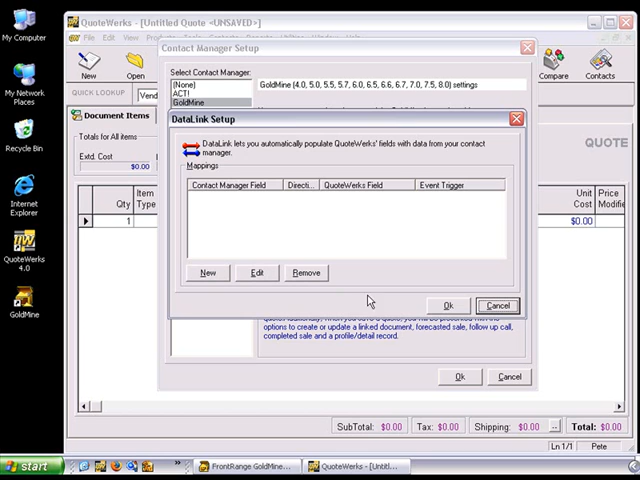 My Computer
My Network Places
Recycle Bin
Internet Explorer
QuoteWerks 4.0
GoldMine
QuoteWerks - [Untitled Quote <UNSAVED>]
File Edit
New
Open
Compare
Contacts
QUICK LOOKUP
Vend
Document Items
Totals for All items
Extd. Cost
$0.00
QUOTE
Qty
Item Type
Unit Cost
Price Modifie
1
$0.00
Contact Manager Setup
Select Contact Manager:
(None)
ACT!
GoldMine
GoldMine (4.0, 5.0, 5.5, 5.7, 6.0, 6.5, 6.6, 6.7, 7.0, 7.5, 8.0) settings
DataLink Setup
DataLink lets you automatically populate QuoteWerks' fields with data from your contact
manager.
Mappings
Contact Manager Field
Directi...
QuoteWerks Field
Event Trigger
New
Edit
Remove
Ok
Cancel
options to create or update a linked document, forecasted sale, follow up call,
completed sale and a profile/detail record.
Ok
Cancel
SubTotal: $0.00
Tax: $0.00
Shipping: $0.00
...
Total: $0.00
Ln 1/1
Pete
start
FrontRange GoldMine...
QuoteWerks - [Untitl...